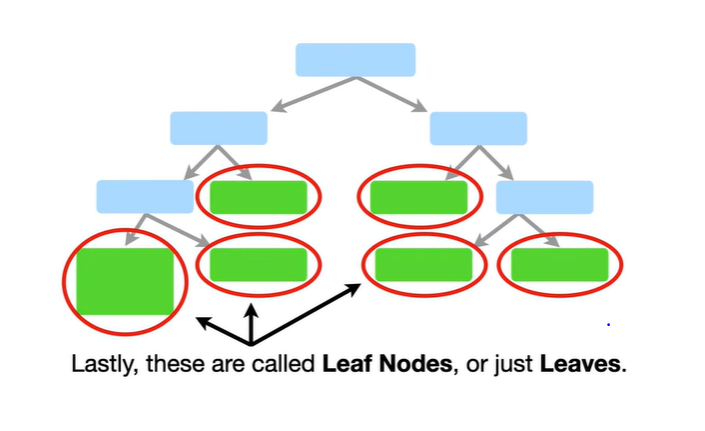 Lastly, these are called Leaf Nodes, or just Leaves.